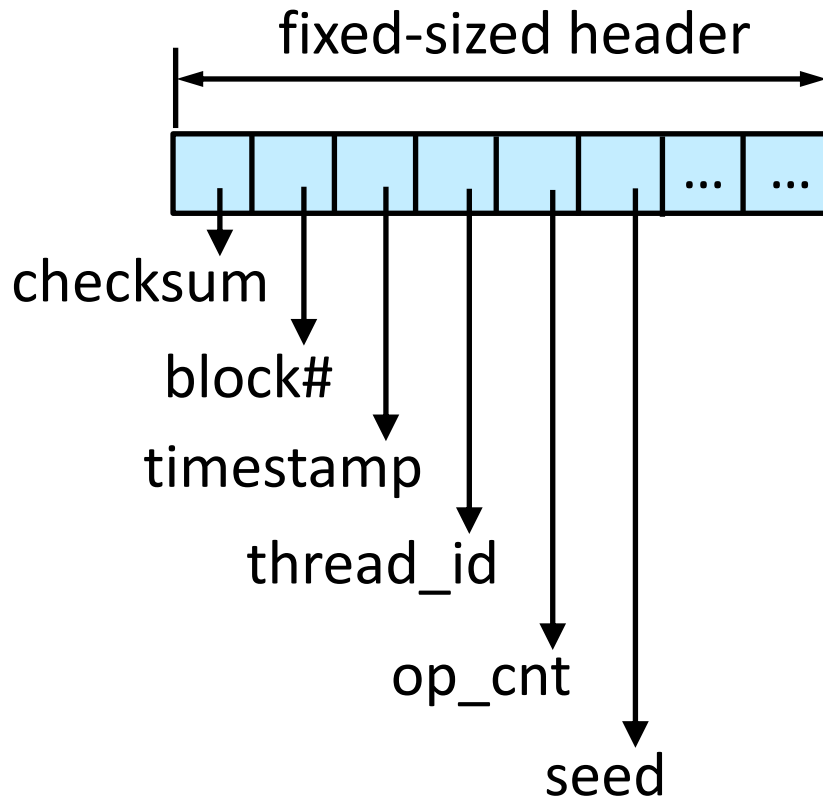 fixed-sized header
... ...
checksum
block#
timestamp
thread_id
op_cnt
seed